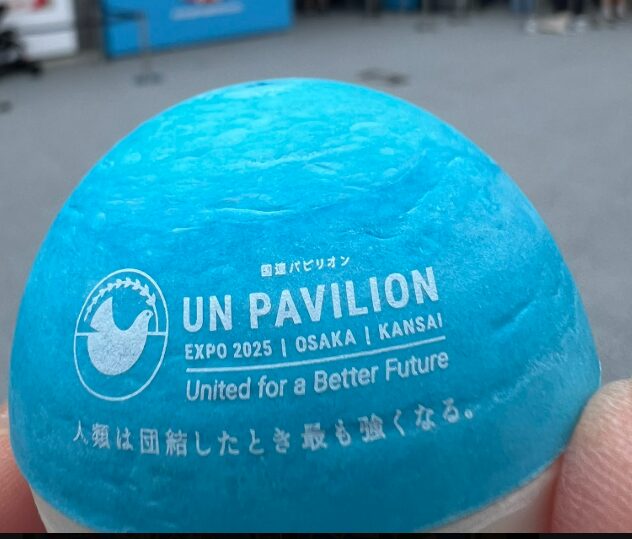 国連パビリオン
UN PAVILION
EXPO 2025 | OSAKA | KANSAI
United for a Better Future
人類は団結したとき最も強くなる。